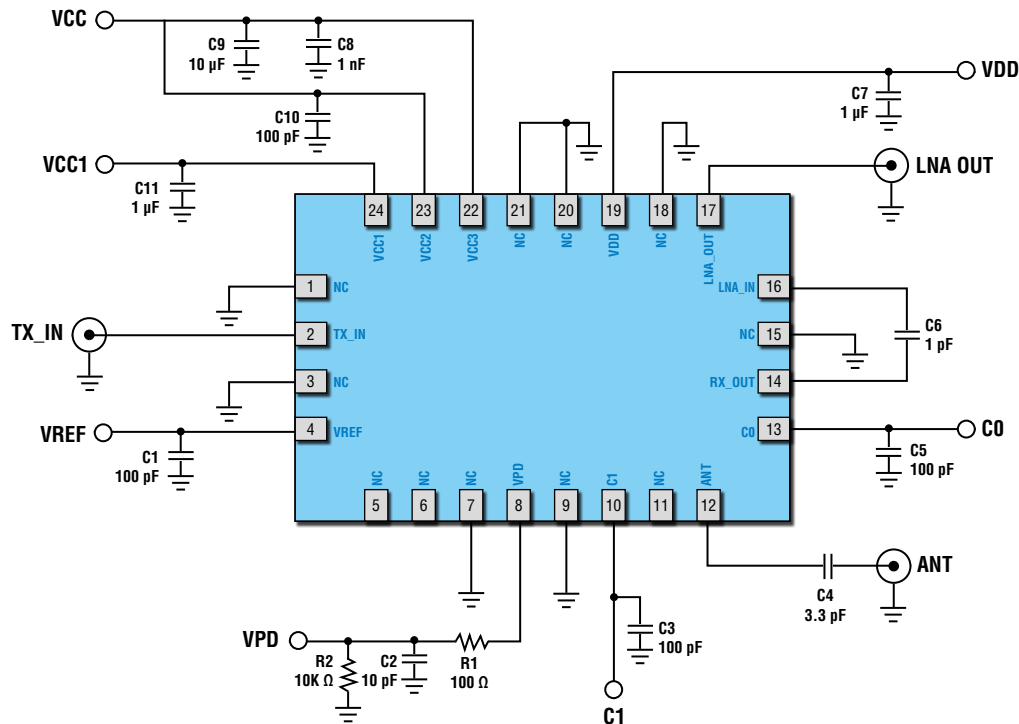 VCC
C9
10 µF
C8
1 nF
C10
100 pF
VCC1
C11
1 µF
C7
1 µF
VDD
LNA OUT
24
23
22
21
20
19
18
17
VCC1
VCC2
VCC3
NC
NC
VDD
NC
LNA_OUT
1
NC
LNA_IN
16
TX_IN
2
TX_IN
NC
15
C6
1 pF
3
NC
RX_OUT
14
VREF
4
VREF
C0
13
C0
C1
100 pF
C5
100 pF
NC
NC
NC
VPD
NC
C1
NC
ANT
5
6
7
8
9
10
11
12
C4
3.3 pF
ANT
VPD
R2
10K Ω
C2
10 pF
R1
100 Ω
C3
100 pF
C1